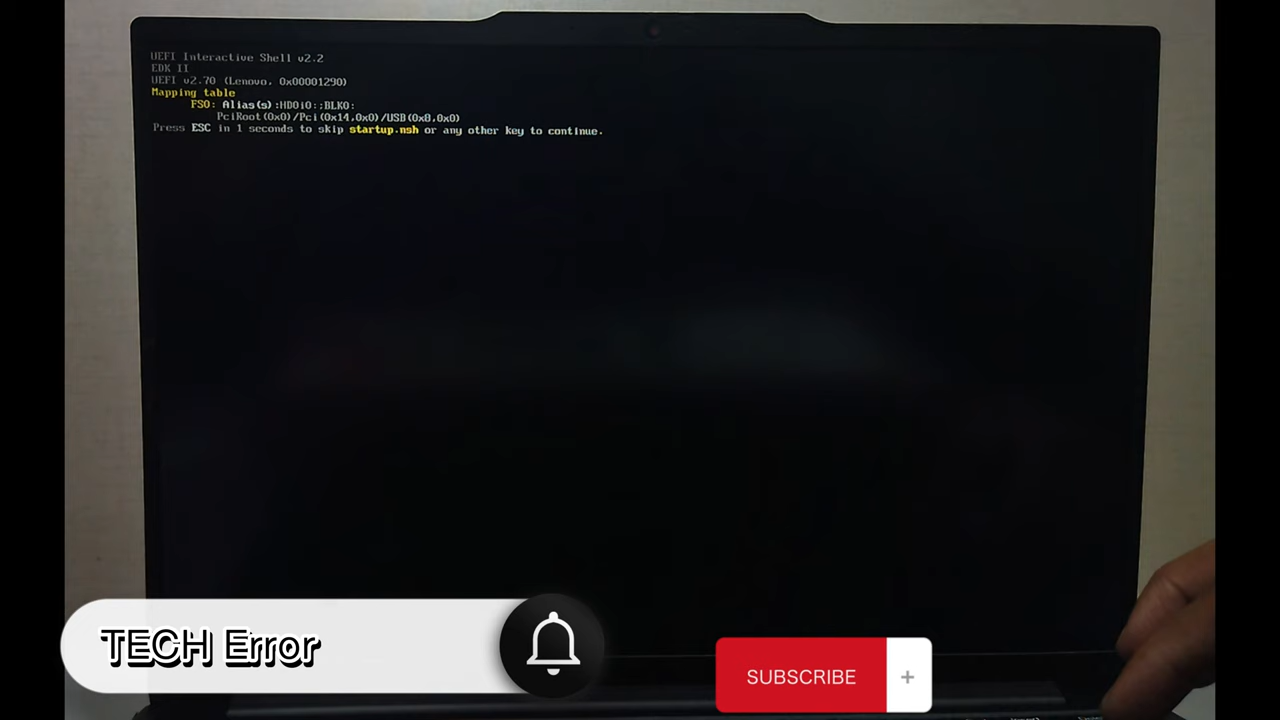 UEFI Interactive Shell v2.2
EDK II
UEFI v2.70 (Lenovo, 0x00001290)
Mapping table
FS0: Alias(s):HD0i0::BLK0:
PciRoot(0x0)/Pci(0x14,0x0)/USB(0x8,0x0)
Press ESC in 1 seconds to skip startup.nsh or any other key to continue.
TECH Error
SUBSCRIBE +